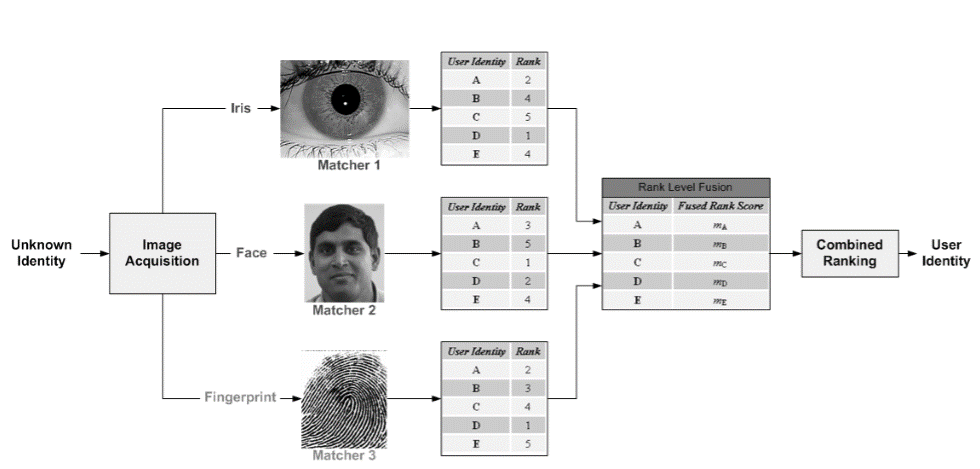 Unknown
Identity
Image
Acquisition
Iris
Face
Fingerprint
Matcher 1
User Identity Rank
A 2
B 4
C 5
D 1
E 4
Matcher 2
User Identity Rank
A 3
B 5
C 1
D 2
E 4
Matcher 3
User Identity Rank
A 2
B 3
C 4
D 1
E 5
Rank Level Fusion
User Identity Fused Rank Score
A mA
B mB
C mC
D mD
E mE
Combined
Ranking
User
Identity